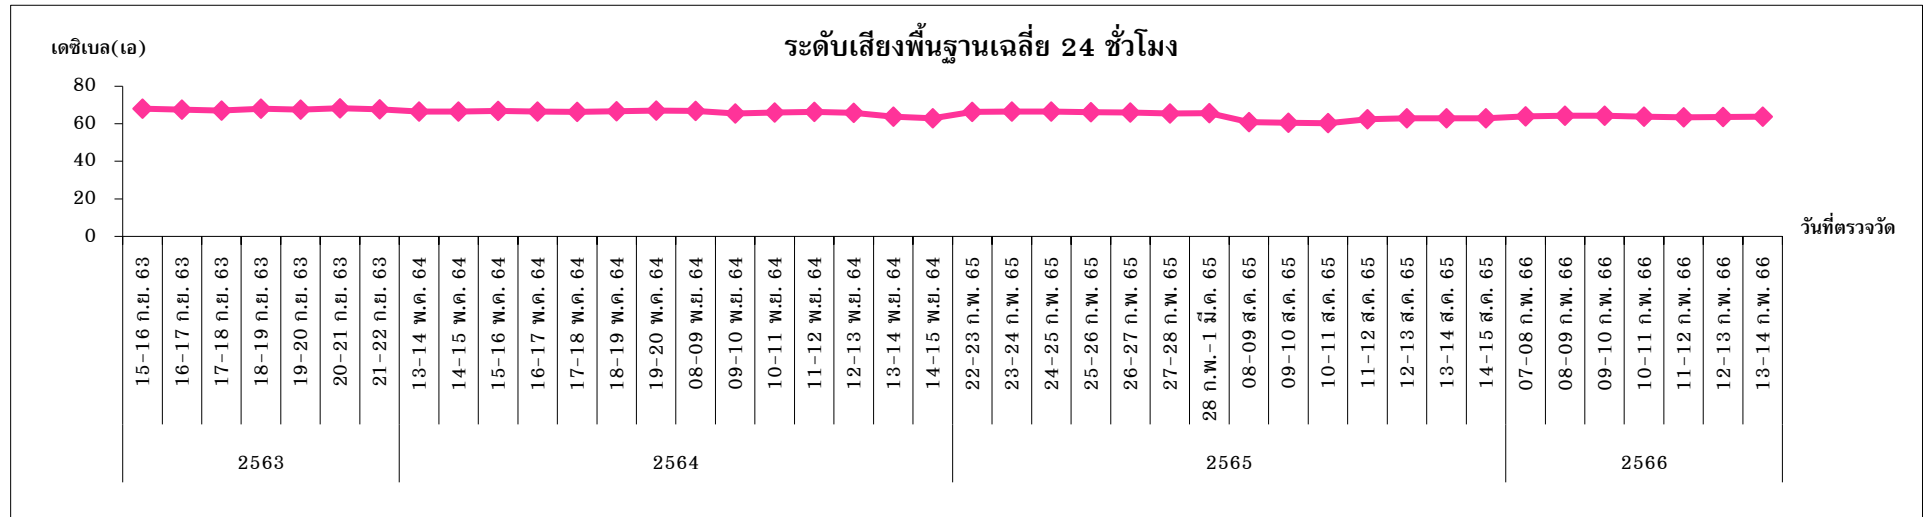 ระดับเสียงพื้นฐานเฉลี่ย 24 ชั่วโมง
เดซิเบล(เอ)
80
60
40
20
0
วันที่ตรวจวัด
15-16 ก.ย. 63
16-17 ก.ย. 63
17-18 ก.ย. 63
18-19 ก.ย. 63
19-20 ก.ย. 63
20-21 ก.ย. 63
21-22 ก.ย. 63
13-14 พ.ค. 64
14-15 พ.ค. 64
15-16 พ.ค. 64
16-17 พ.ค. 64
17-18 พ.ค. 64
18-19 พ.ค. 64
19-20 พ.ค. 64
08-09 พ.ย. 64
09-10 พ.ย. 64
10-11 พ.ย. 64
11-12 พ.ย. 64
12-13 พ.ย. 64
13-14 พ.ย. 64
14-15 พ.ย. 64
22-23 ก.พ. 65
23-24 ก.พ. 65
24-25 ก.พ. 65
25-26 ก.พ. 65
26-27 ก.พ. 65
27-28 ก.พ. 65
28 ก.พ.-1 มี.ค. 65
08-09 ส.ค. 65
09-10 ส.ค. 65
10-11 ส.ค. 65
11-12 ส.ค. 65
12-13 ส.ค. 65
13-14 ส.ค. 65
14-15 ส.ค. 65
07-08 ก.พ. 66
08-09 ก.พ. 66
09-10 ก.พ. 66
10-11 ก.พ. 66
11-12 ก.พ. 66
12-13 ก.พ. 66
13-14 ก.พ. 66
2563
2564
2565
2566